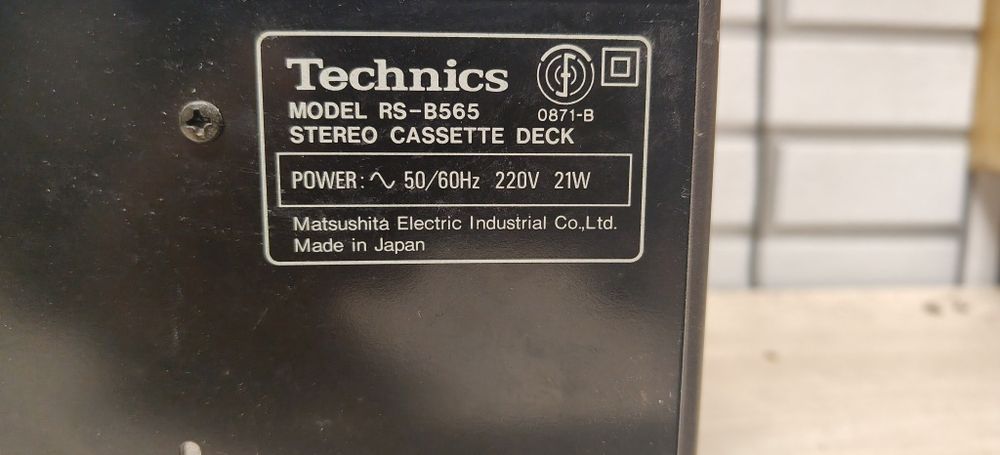 Technics
MODEL RS-B565
0871-B
STEREO CASSETTE DECK
POWER: ∿ 50/60Hz 220V 21W
Matsushita Electric Industrial Co.,Ltd.
Made in Japan